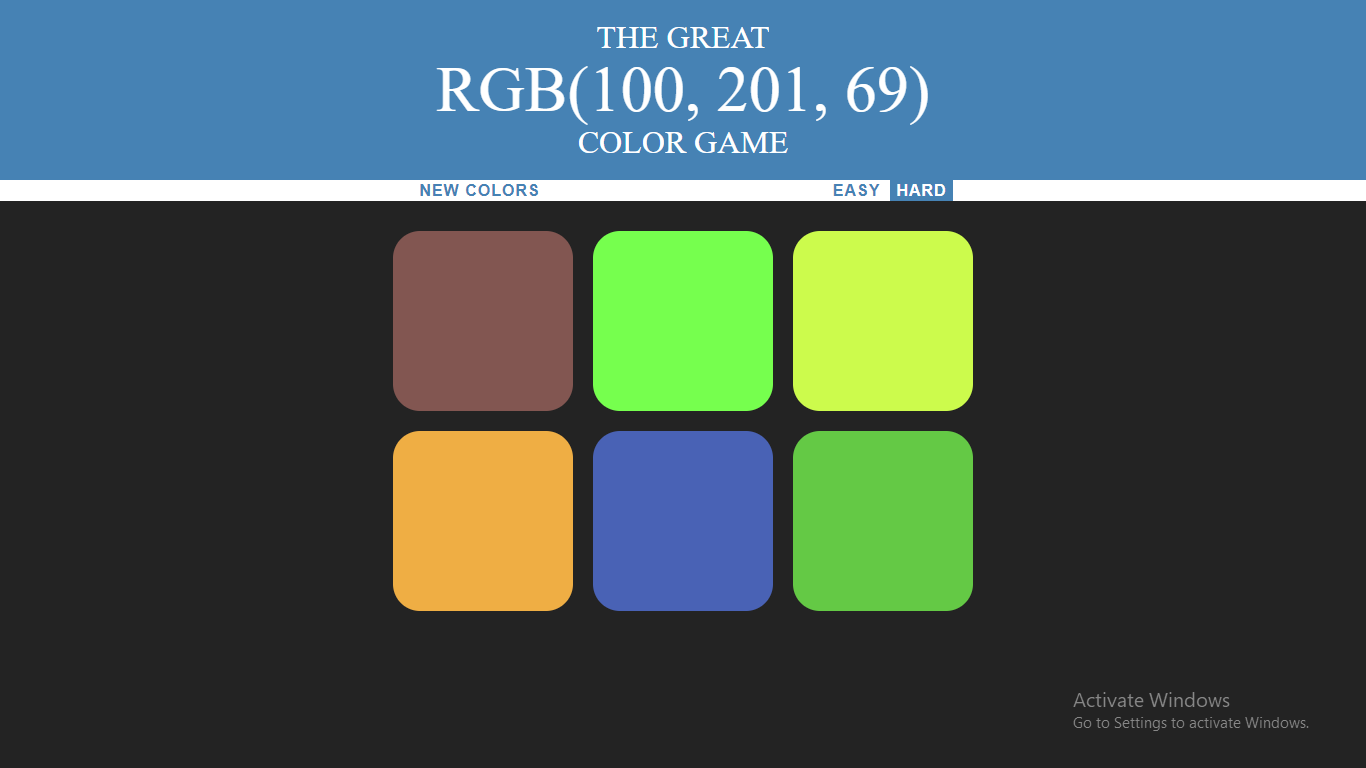 THE GREAT
RGB(100, 201, 69)
COLOR GAME
NEW COLORS EASY HARD
Activate Windows
Go to Settings to activate Windows.